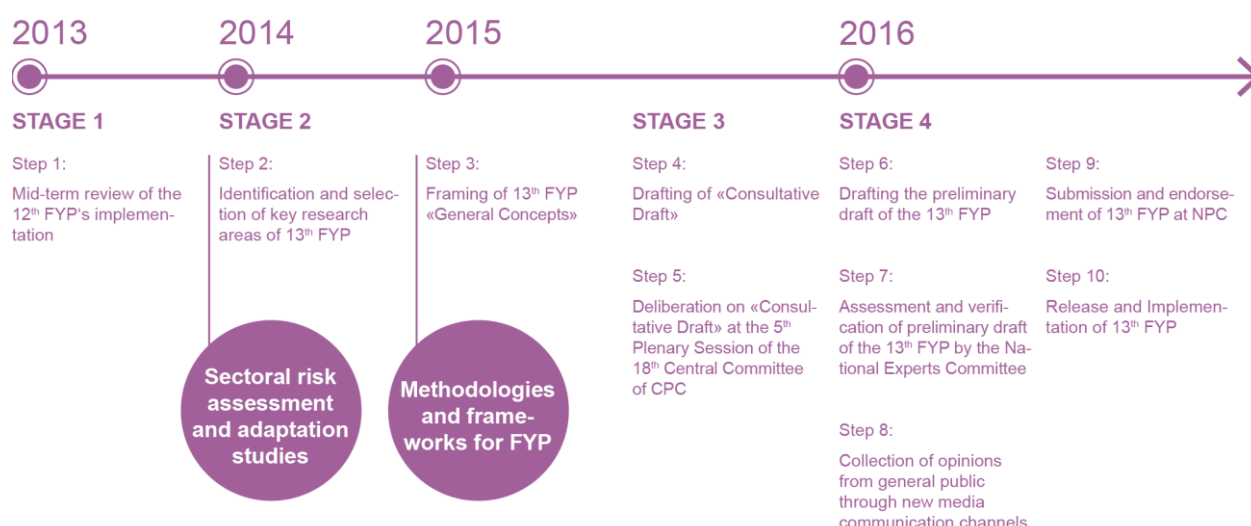 2013
2014
2015
2016
STAGE 1
STAGE 2
STAGE 3
STAGE 4
Step 1:
Mid-term review of the
12th FYP‘s implemen-
tation
Step 2:
Identification and selec-
tion of key research
areas of 13th FYP
Sectoral risk
assessment
and adaptation
studies
Step 3:
Framing of 13th FYP
«General Concepts»
Methodologies
and frame-
works for FYP
Step 4:
Drafting of «Consultative
Draft»
Step 5:
Deliberation on «Consul-
tative Draft» at the 5th
Plenary Session of the
18th Central Committee
of CPC
Step 6:
Drafting the preliminary
draft of the 13th FYP
Step 7:
Assessment and verifi-
cation of preliminary draft
of the 13th FYP by the Na-
tional Experts Committee
Step 8:
Collection of opinions
from general public
through new media
communication channels
Step 9:
Submission and endorse-
ment of 13th FYP at NPC
Step 10:
Release and Implemen-
tation of 13th FYP